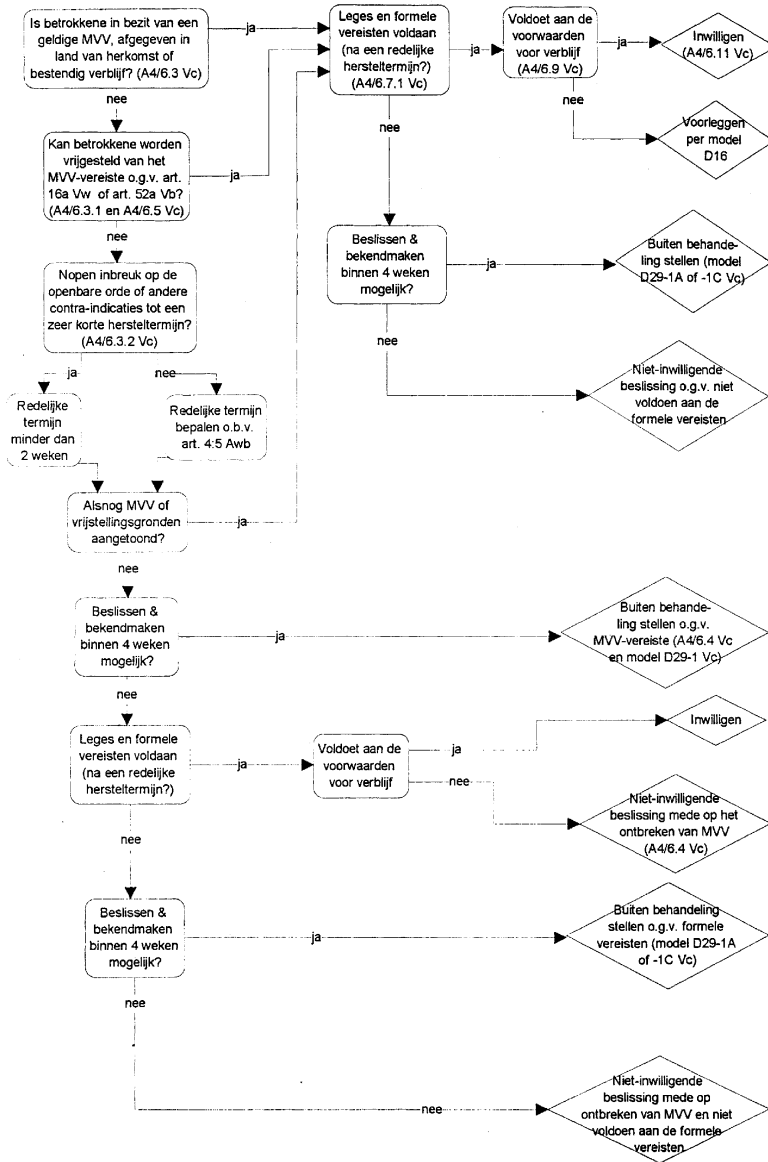 Is betrokkene in bezit van een
geldige MVV, afgegeven in
land van herkomst of
bestendig verblijf? (A4/6.3 Vc)
ja
Leges en formele
vereisten voldaan
(na een redelijke
hersteltermijn?)
(A4/6.7.1 Vc)
ja
Voldoet aan de
voorwaarden
voor verblijf
(A4/6.9 Vc)
ja
Inwilligen
(A4/6.11 Vc)
nee
Voorleggen
per model
D16
nee
Kan betrokkene worden
vrijgesteld van het
MVV-vereiste o.g.v. art.
16a Vw of art. 52a Vb?
(A4/6.3.1 en A4/6.5 Vc)
ja
nee
Beslissen &
bekendmaken
binnen 4 weken
mogelijk?
ja
Buiten behande-
ling stellen (model
D29-1A of -1C Vc)
nee
Niet-inwilligende
beslissing o.g.v. niet
voldoen aan de
formele vereisten
nee
Nopen inbreuk op de
openbare orde of andere
contra-indicaties tot een
zeer korte hersteltermijn?
(A4/6.3.2 Vc)
ja
nee
Redelijke
termijn
minder dan
2 weken
Redelijke termijn
bepalen o.b.v.
art. 4:5 Awb
Alsnog MVV of
vrijstellingsgronden
aangetoond?
ja
nee
Beslissen &
bekendmaken
binnen 4 weken
mogelijk?
ja
Buiten behande-
ling stellen o.g.v.
MVV-vereiste (A4/6.4 Vc
en model D29-1 Vc)
nee
Leges en formele
vereisten voldaan
(na een redelijke
hersteltermijn?)
ja
Voldoet aan de
voorwaarden
voor verblijf
ja
Inwilligen
nee
Niet-inwilligende
beslissing mede op het
ontbreken van MVV
(A4/6.4 Vc)
nee
Beslissen &
bekendmaken
binnen 4 weken
mogelijk?
ja
Buiten behandeling
stellen o.g.v. formele
vereisten (model D29-1A
of -1C Vc)
nee
nee
Niet-inwilligende
beslissing mede op
ontbreken van MVV en niet
voldoen aan de formele
vereisten